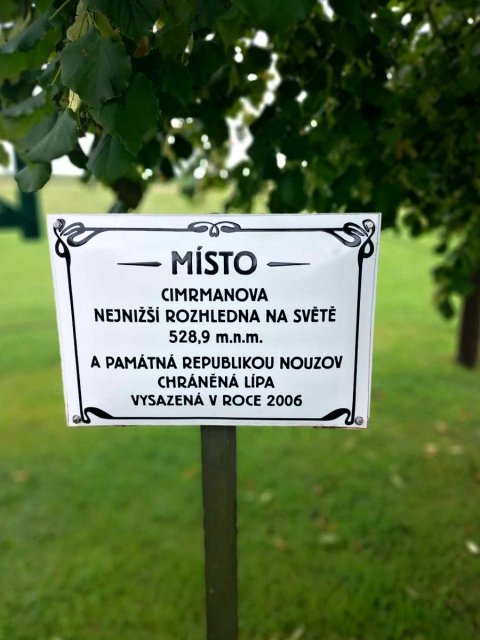 MÍSTO
CIMRMANOVA
NEJNIŽŠÍ ROZHLEDNA NA SVĚTĚ
528,9 m.n.m.
A PAMÁTNÁ REPUBLIKOU NOUZOV
CHRÁNĚNÁ LÍPA
VYSAZENÁ V ROCE 2006